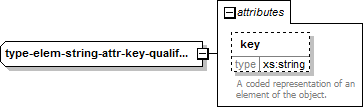 attributes
type-elem-string-attr-key-qualif...
key
type xs:string
A coded representation of an
element of the object.